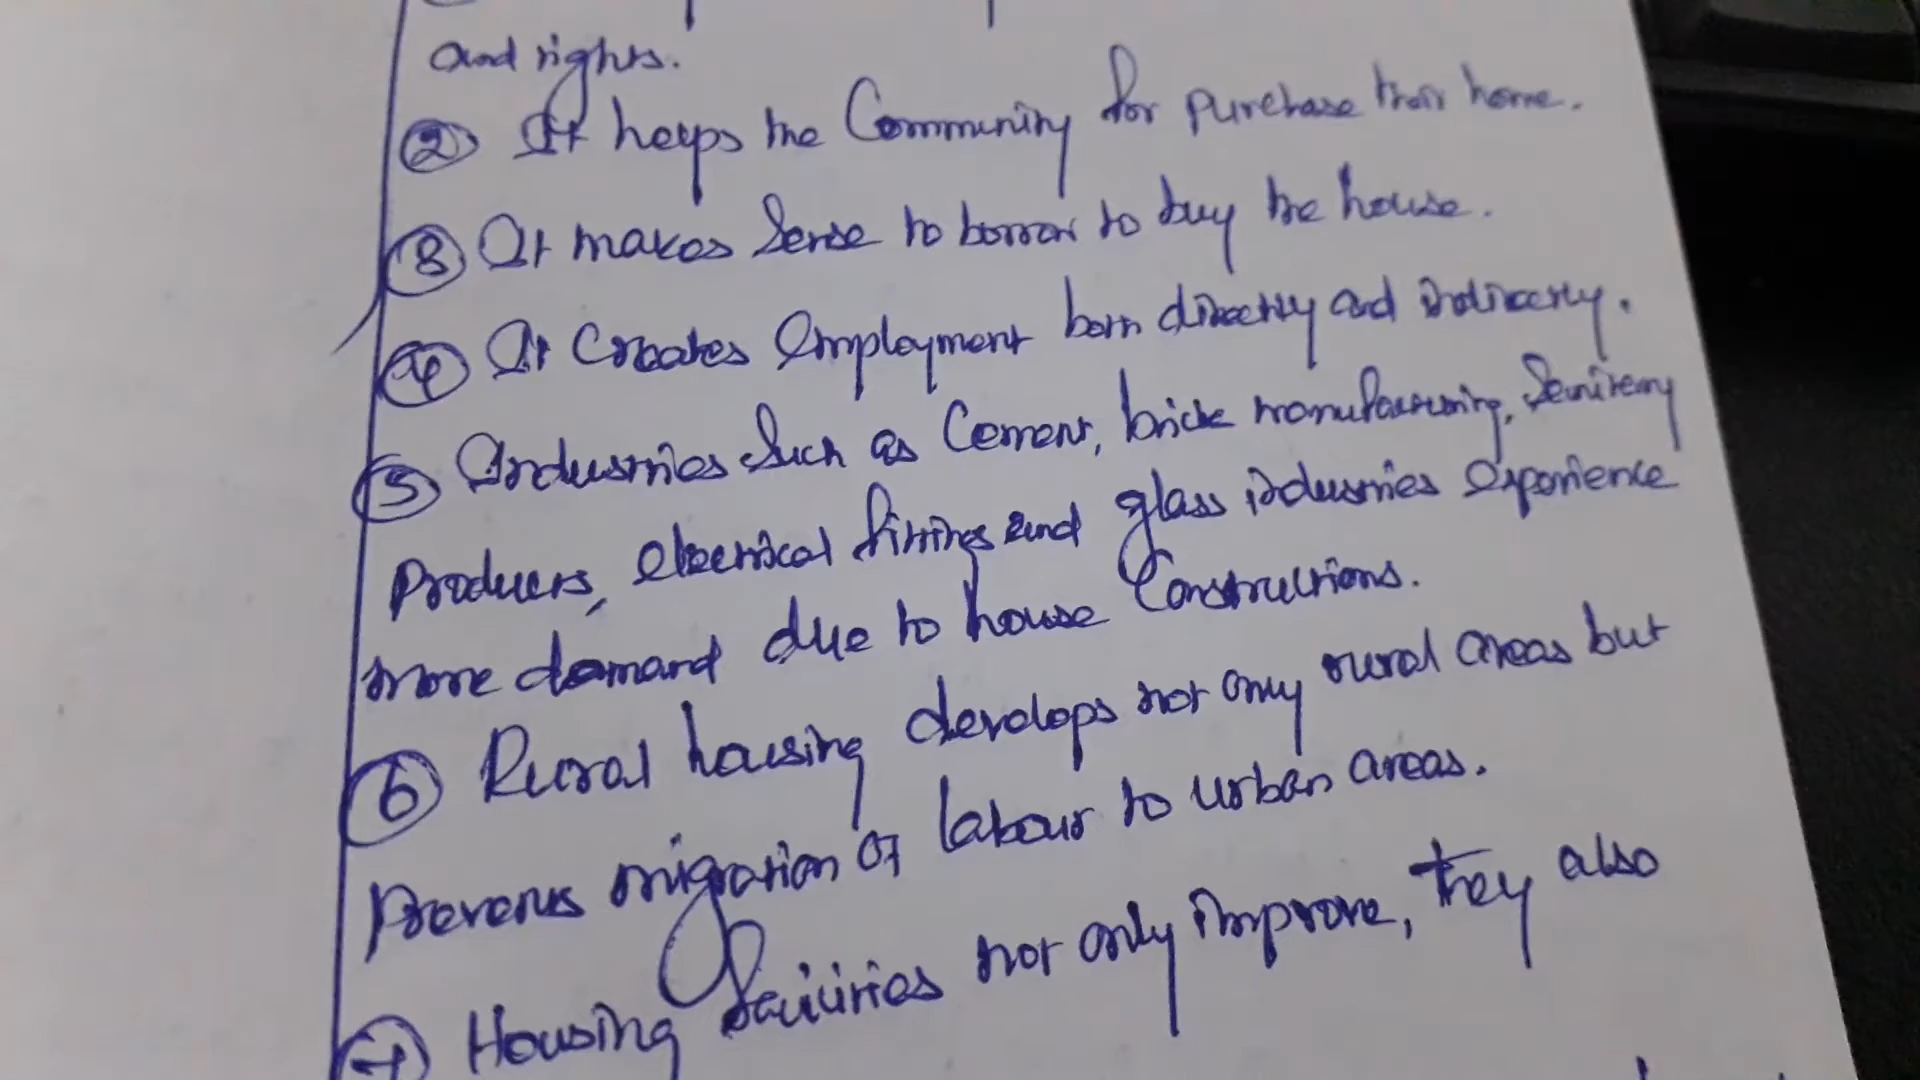 and rights.
② It helps the Community for purchase their home.
③ It makes sense to borrow to buy the house.
④ It Creates employment both directly and indirectly.
⑤ Industries such as Cement, brick manufacturing, Sanitary
Products, electrical fittings and glass industries experience
more demand due to house Constructions.
⑥ Rural housing develops not only rural areas but
prevents migration of labour to urban areas.
⑦ Housing facilities not only improve, they also